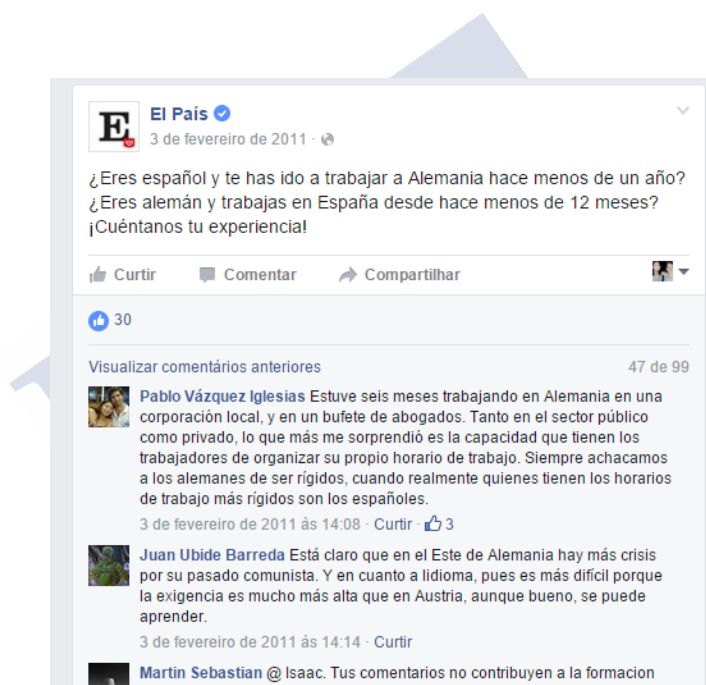 E
El País
3 de fevereiro de 2011 ·
¿Eres español y te has ido a trabajar a Alemania hace menos de un año?
¿Eres alemán y trabajas en España desde hace menos de 12 meses?
¡Cuéntanos tu experiencia!
Curtir Comentar Compartilhar
30
Visualizar comentários anteriores 47 de 99
Pablo Vázquez Iglesias Estuve seis meses trabajando en Alemania en una
corporación local, y en un bufete de abogados. Tanto en el sector público
como privado, lo que más me sorprendió es la capacidad que tienen los
trabajadores de organizar su propio horario de trabajo. Siempre achacamos
a los alemanes de ser rígidos, cuando realmente quienes tienen los horarios
de trabajo más rígidos son los españoles.
3 de fevereiro de 2011 às 14:08 · Curtir · 3
Juan Ubide Barreda Está claro que en el Este de Alemania hay más crisis
por su pasado comunista. Y en cuanto a lidioma, pues es más difícil porque
la exigencia es mucho más alta que en Austria, aunque bueno, se puede
aprender.
3 de fevereiro de 2011 às 14:14 · Curtir
Martin Sebastian @ Isaac. Tus comentarios no contribuyen a la formacion